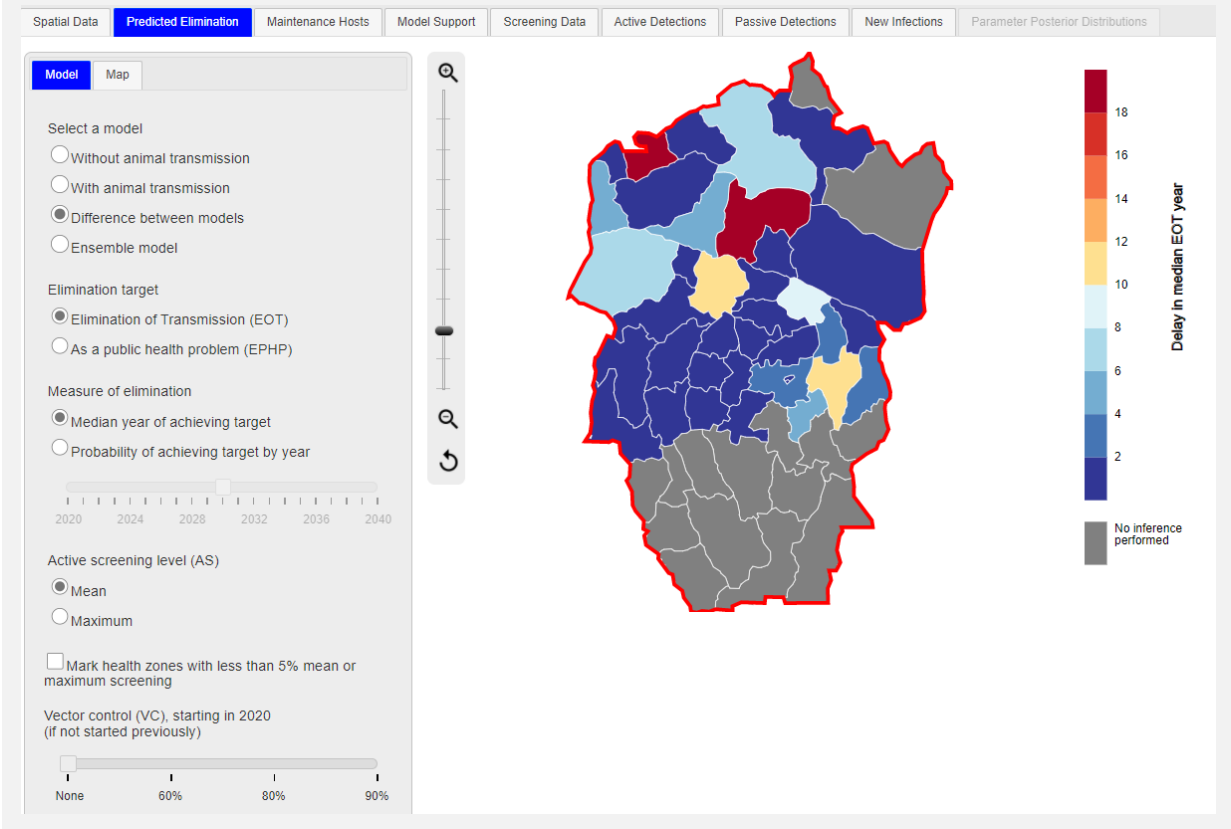 Spatial Data Predicted Elimination Maintenance Hosts Model Support Screening Data Active Detections Passive Detections New Infections Parameter Posterior Distributions
Model Map
Select a model
Without animal transmission
With animal transmission
Difference between models
Ensemble model
Elimination target
Elimination of Transmission (EOT)
As a public health problem (EPHP)
Measure of elimination
Median year of achieving target
Probability of achieving target by year
2020 2024 2028 2032 2036 2040
Active screening level (AS)
Mean
Maximum
Mark health zones with less than 5% mean or
maximum screening
Vector control (VC), starting in 2020
(if not started previously)
None 60% 80% 90%
18
16
14
12
10
8
6
4
2
Delay in median EOT year
No inference
performed